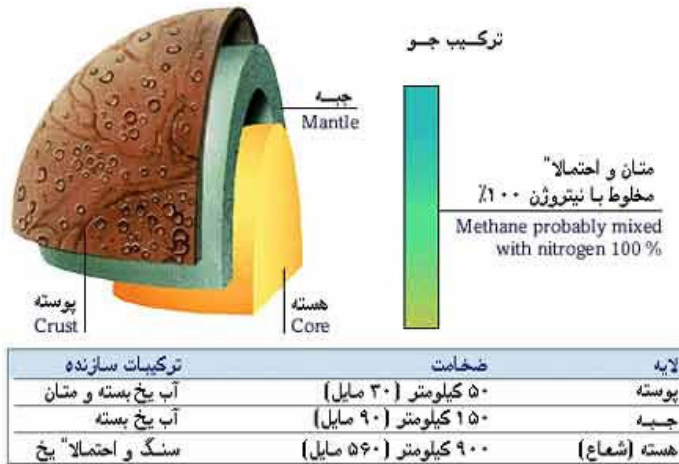 ترکیب جو
جبه
Mantle
متان و احتمالا"
مخلوط با نیتروژن ۱۰۰٪
Methane probably mixed
with nitrogen 100 %
پوسته
Crust
هسته
Core
لایه ضخامت ترکیبات سازنده
پوسته ۵۰ کیلومتر (۳۰ مایل) آب یخ بسته و متان
جبه ۱۵۰ کیلومتر (۹۰ مایل) آب یخ بسته
هسته (شعاع) ۹۰۰ کیلومتر (۵۶۰ مایل) سنگ و احتمالا" یخ